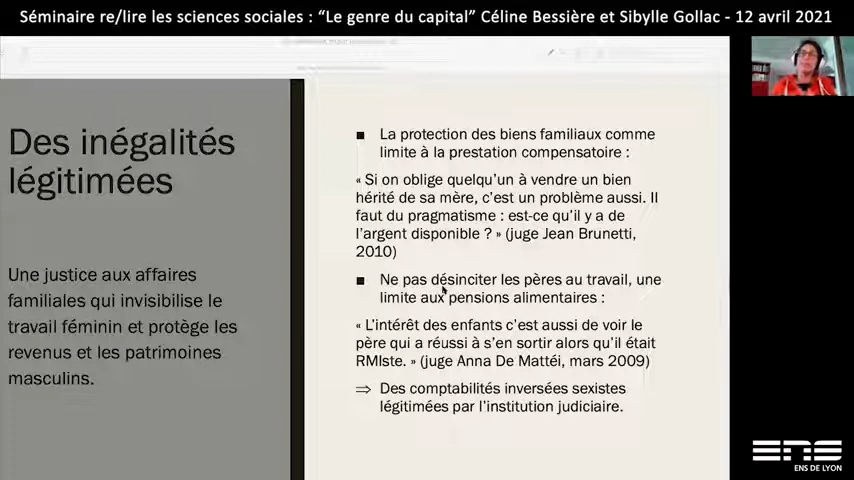 Séminaire re/lire les sciences sociales : “Le genre du capital” Céline Bessière et Sibylle Gollac - 12 avril 2021
Des inégalités
légitimées
Une justice aux affaires
familiales qui invisibilise le
travail féminin et protège les
revenus et les patrimoines
masculins.
■ La protection des biens familiaux comme
limite à la prestation compensatoire :
« Si on oblige quelqu’un à vendre un bien
hérité de sa mère, c’est un problème aussi. Il
faut du pragmatisme : est-ce qu’il y a de
l’argent disponible ? » (juge Jean Brunetti,
2010)
■ Ne pas désinciter les pères au travail, une
limite aux pensions alimentaires :
« L’intérêt des enfants c’est aussi de voir le
père qui a réussi à s’en sortir alors qu’il était
RMIste. » (juge Anna De Mattéi, mars 2009)
⇒ Des comptabilités inversées sexistes
légitimées par l’institution judiciaire.
ENS
ENS DE LYON